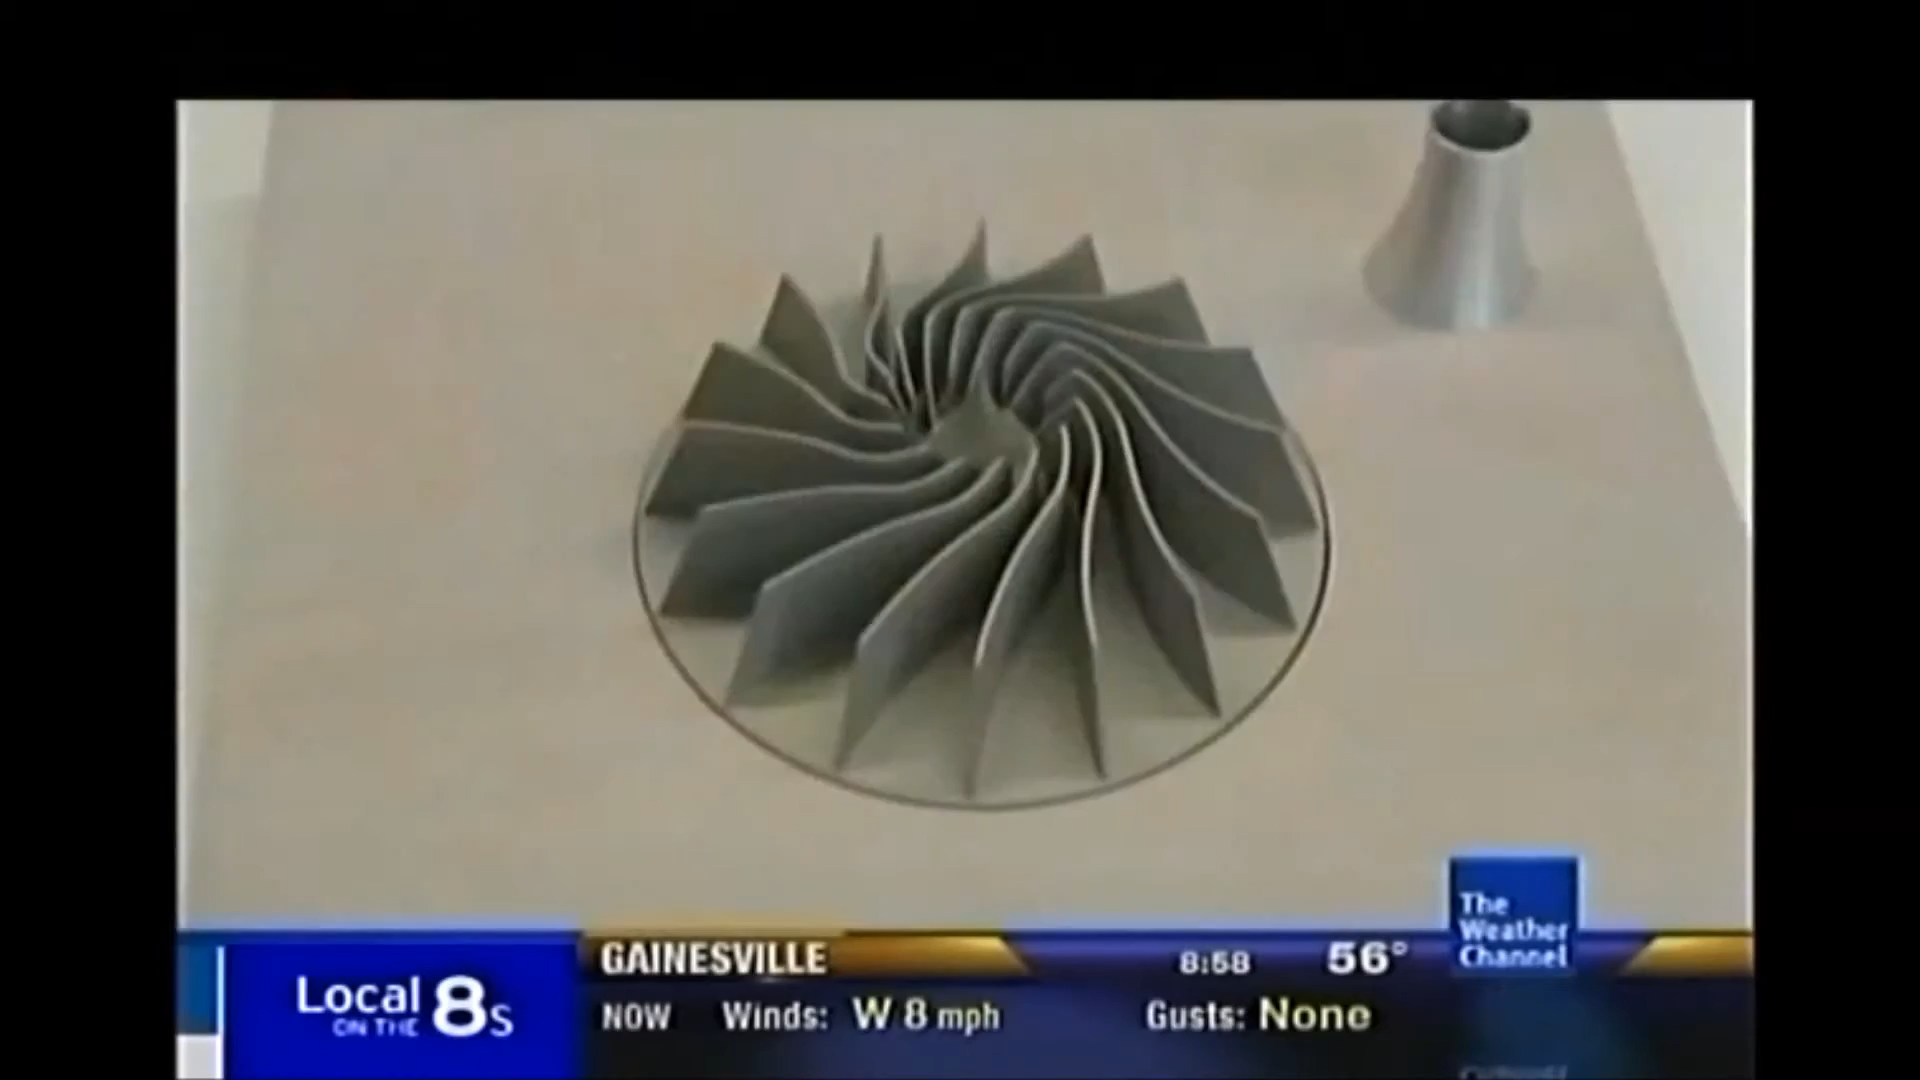 The
Weather
Channel
GAINESVILLE 8:58 56°
Local
ON THE 8s
NOW Winds: W 8 mph Gusts: None